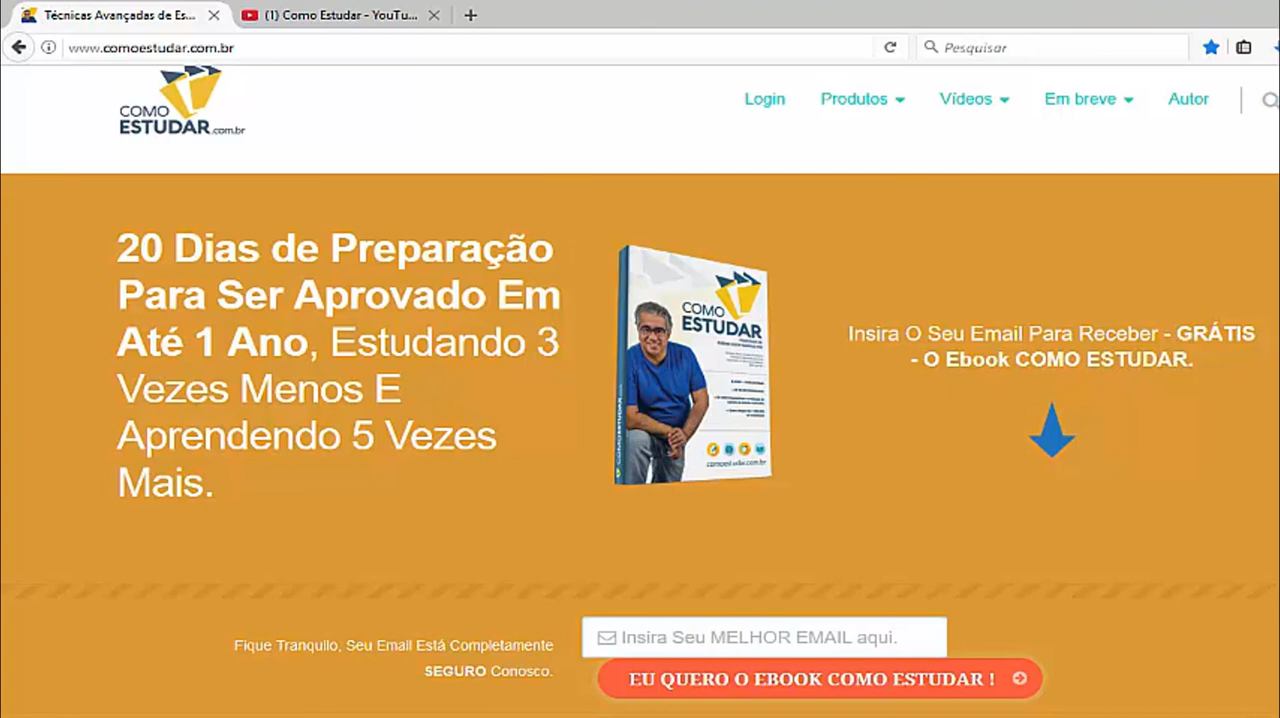 Técnicas Avançadas de Es...
(1) Como Estudar - YouTu...
www.comoestudar.com.br
Pesquisar
COMO
ESTUDAR.com.br
Login
Produtos
Vídeos
Em breve
Autor
20 Dias de Preparação
Para Ser Aprovado Em
Até 1 Ano, Estudando 3
Vezes Menos E
Aprendendo 5 Vezes
Mais.
COMO
ESTUDAR
comoestudar.com.br
Insira O Seu Email Para Receber - GRÁTIS
- O Ebook COMO ESTUDAR.
Fique Tranquilo, Seu Email Está Completamente
SEGURO Conosco.
Insira Seu MELHOR EMAIL aqui.
EU QUERO O EBOOK COMO ESTUDAR !